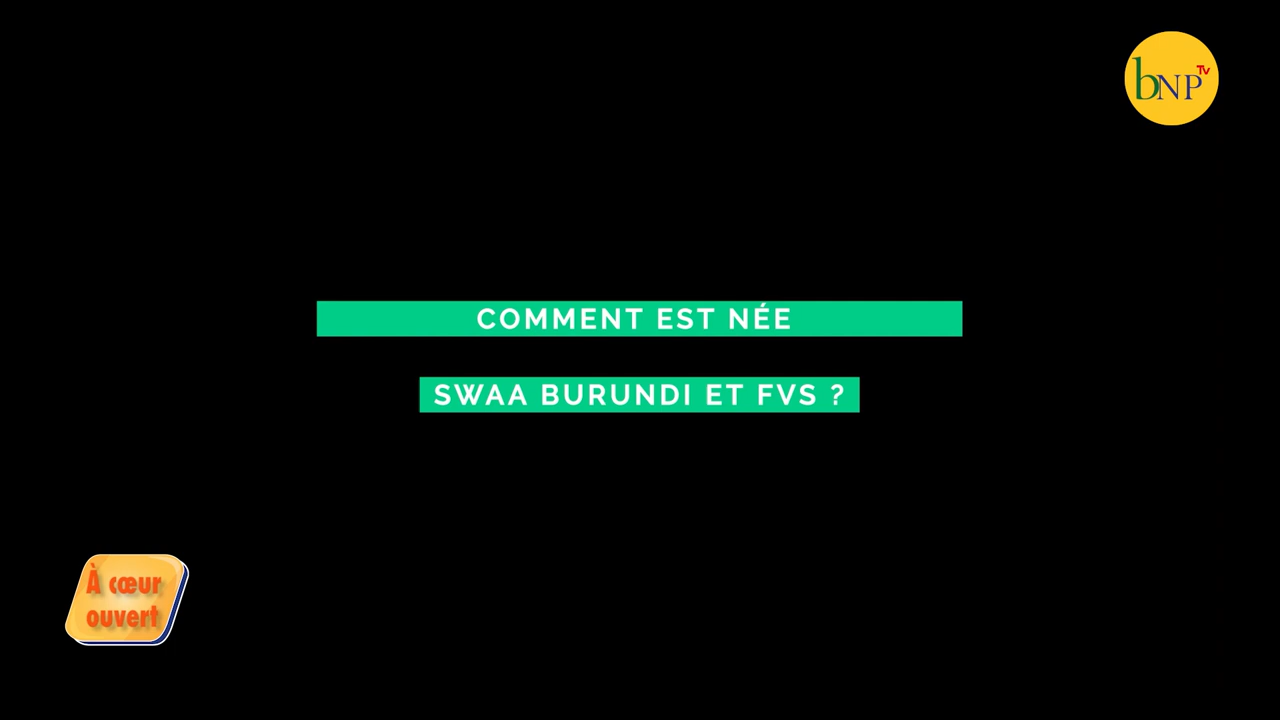 bNP Tv
COMMENT EST NÉE
SWAA BURUNDI ET FVS ?
À cœur
ouvert